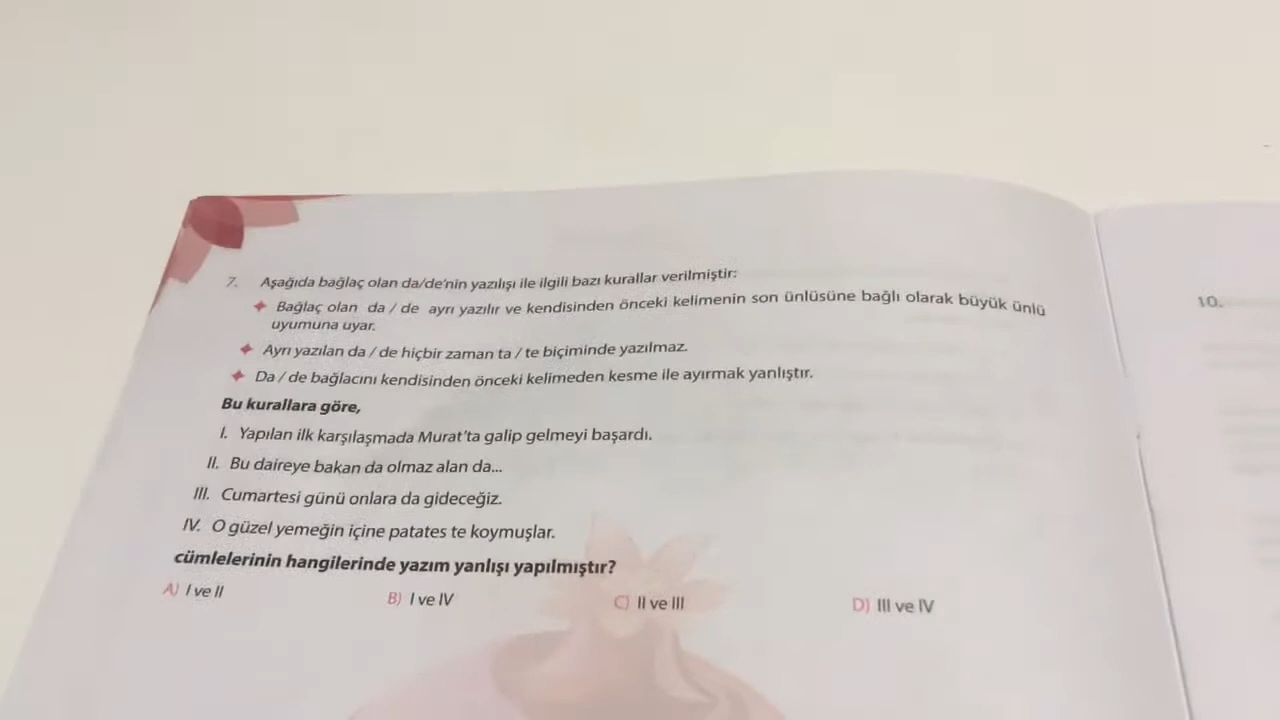 7. Aşağıda bağlaç olan da/de'nin yazılışı ile ilgili bazı kurallar verilmiştir:
Bağlaç olan da / de ayrı yazılır ve kendisinden önceki kelimenin son ünlüsüne bağlı olarak büyük ünlü
uyumuna uyar.
Ayrı yazılan da / de hiçbir zaman ta / te biçiminde yazılmaz.
Da / de bağlacını kendisinden önceki kelimeden kesme ile ayırmak yanlıştır.
Bu kurallara göre,
I. Yapılan ilk karşılaşmada Murat'ta galip gelmeyi başardı.
II. Bu daireye bakan da olmaz alan da...
III. Cumartesi günü onlara da gideceğiz.
IV. O güzel yemeğin içine patates te koymuşlar.
cümlelerinin hangilerinde yazım yanlışı yapılmıştır?
A) I ve II B) I ve IV C) II ve III D) III ve IV
10.